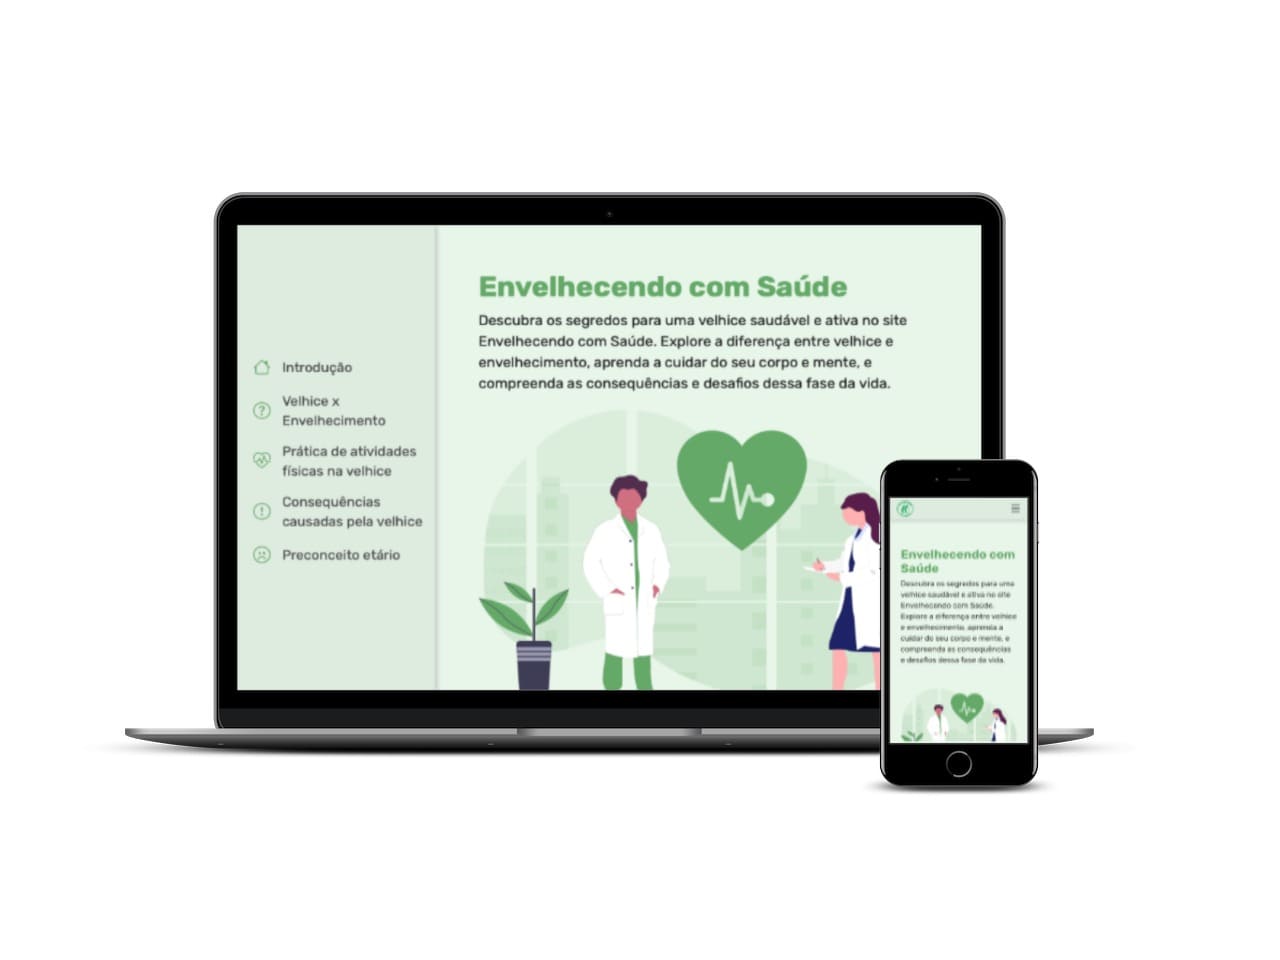 Introdução
Velhice x
Envelhecimento
Prática de atividades
físicas na velhice
Consequências
causadas pela velhice
Preconceito etário
Envelhecendo com Saúde
Descubra os segredos para uma velhice saudável e ativa no site
Envelhecendo com Saúde. Explore a diferença entre velhice e
envelhecimento, aprenda a cuidar do seu corpo e mente, e
compreenda as consequências e desafios dessa fase da vida.
Envelhecendo com
Saúde
Descubra os segredos para uma
velhice saudável e ativa no site
Envelhecendo com Saúde.
Explore a diferença entre velhice
e envelhecimento, aprenda a
cuidar do seu corpo e mente, e
compreenda as consequências
e desafios dessa fase da vida.